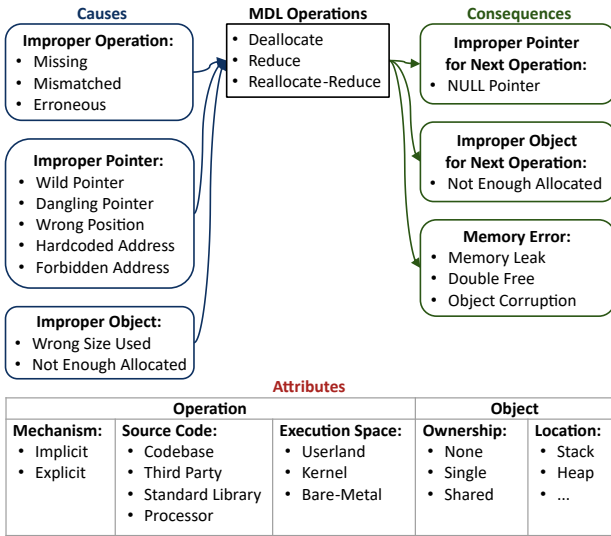 Causes
Improper Operation:
• Missing
• Mismatched
• Erroneous
Improper Pointer:
• Wild Pointer
• Dangling Pointer
• Wrong Position
• Hardcoded Address
• Forbidden Address
Improper Object:
• Wrong Size Used
• Not Enough Allocated
MDL Operations
• Deallocate
• Reduce
• Reallocate-Reduce
Consequences
Improper Pointer
for Next Operation:
• NULL Pointer
Improper Object
for Next Operation:
• Not Enough Allocated
Memory Error:
• Memory Leak
• Double Free
• Object Corruption
Attributes
Operation
Mechanism:
• Implicit
• Explicit
Source Code:
• Codebase
• Third Party
• Standard Library
• Processor
Execution Space:
• Userland
• Kernel
• Bare-Metal
Object
Ownership:
• None
• Single
• Shared
Location:
• Stack
• Heap
• ...